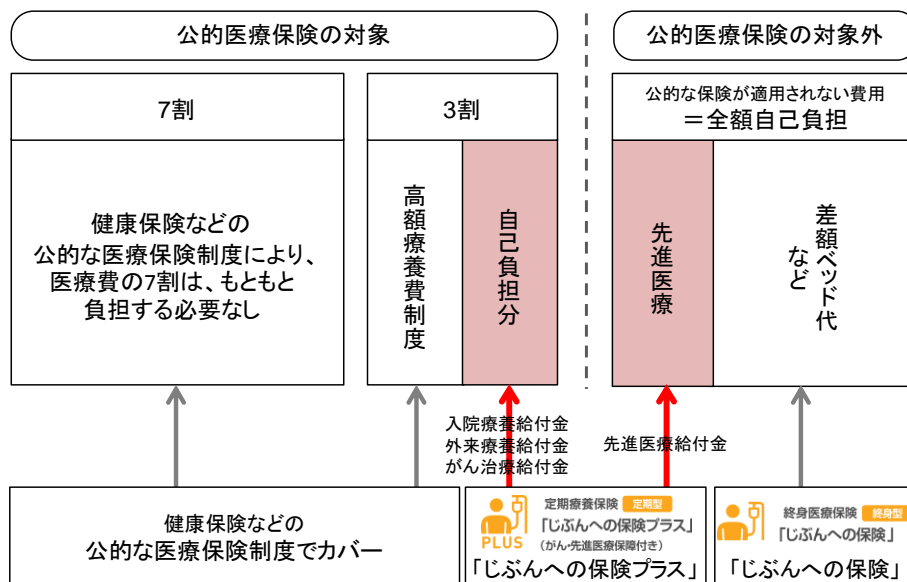 公的医療保険の対象
公的医療保険の対象外
7割
3割
公的な保険が適用されない費用
＝全額自己負担
健康保険などの
公的な医療保険制度により、
医療費の7割は、もともと
負担する必要なし
高額療養費制度
自己負担分
先進医療
差額ベッド代
など
入院療養給付金
外来療養給付金
がん治療給付金
先進医療給付金
健康保険などの
公的な医療保険制度でカバー
PLUS
定期療養保険 定期型
「じぶんへの保険プラス」
（がん・先進医療保障付き）
「じぶんへの保険プラス」
終身医療保険 終身型
「じぶんへの保険」
「じぶんへの保険」